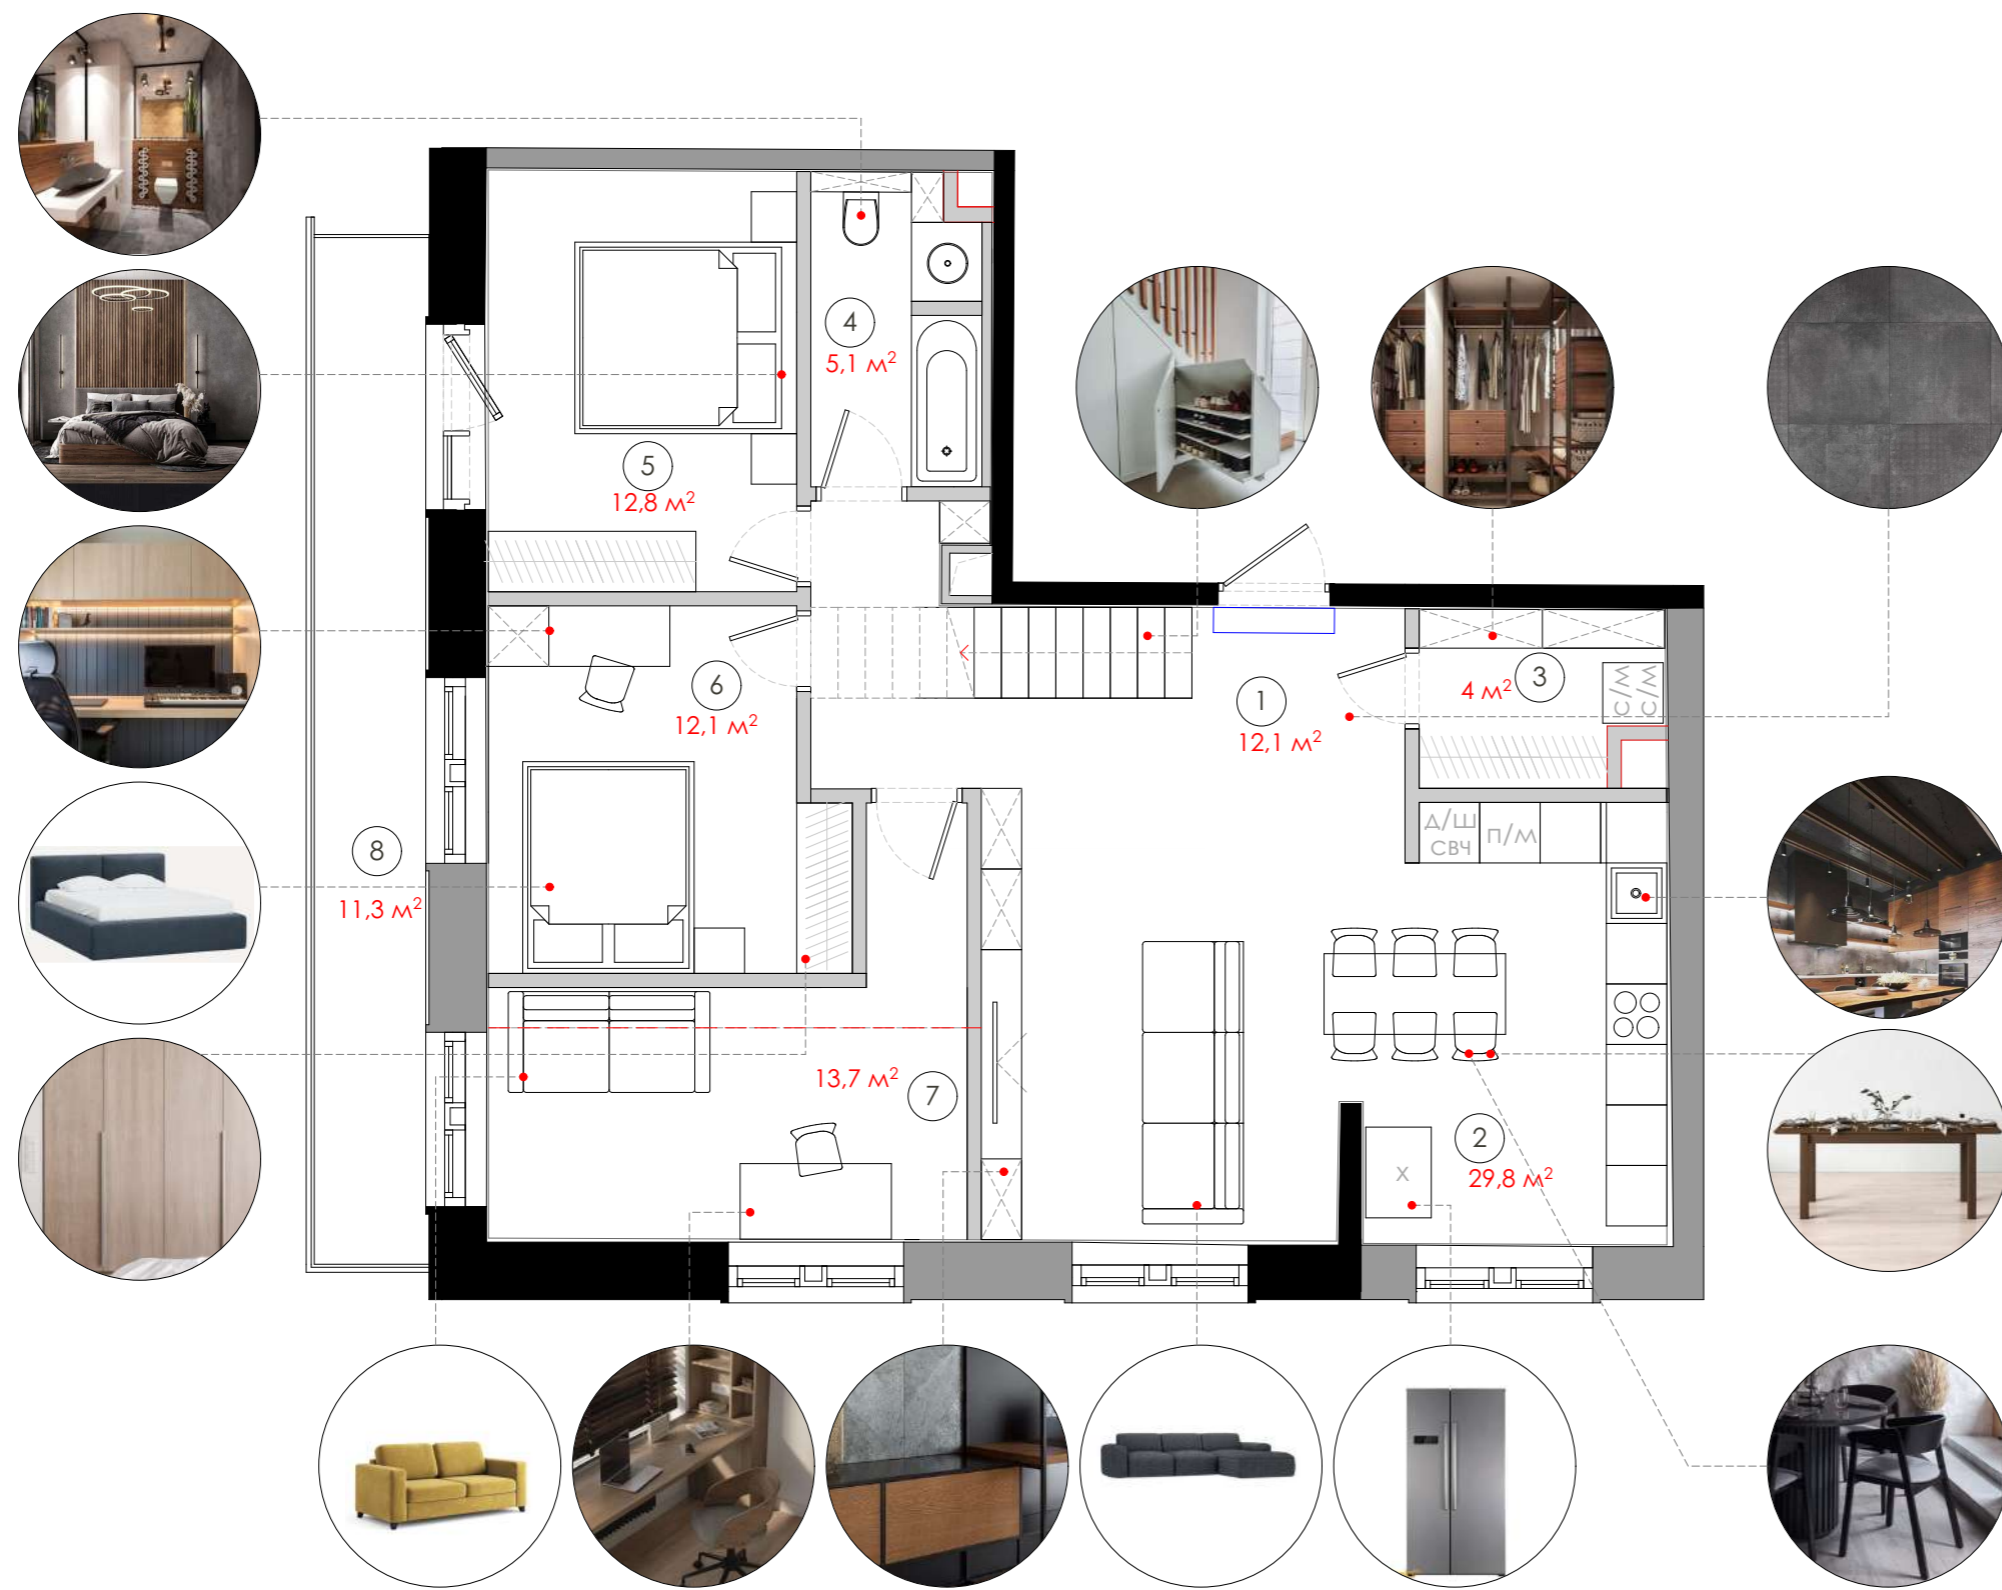 4
5,1 м²
5
12,8 м²
6
12,1 м²
1
12,1 м²
3
4 м²
С/М
С/М
Д/Ш
СВЧ
П/М
8
11,3 м²
13,7 м²
7
2
29,8 м²
X